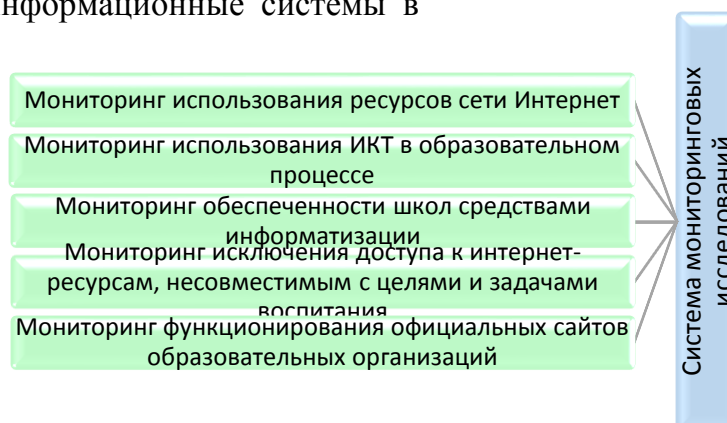 нформационные системы в
Мониторинг использования ресурсов сети Интернет
Мониторинг использования ИКТ в образовательном
процессе
Мониторинг обеспеченности школ средствами
информатизации
Мониторинг исключения доступа к интернет-
ресурсам, несовместимым с целями и задачами
воспитания
Мониторинг функционирования официальных сайтов
образовательных организаций
Система мониторинговых
исследований